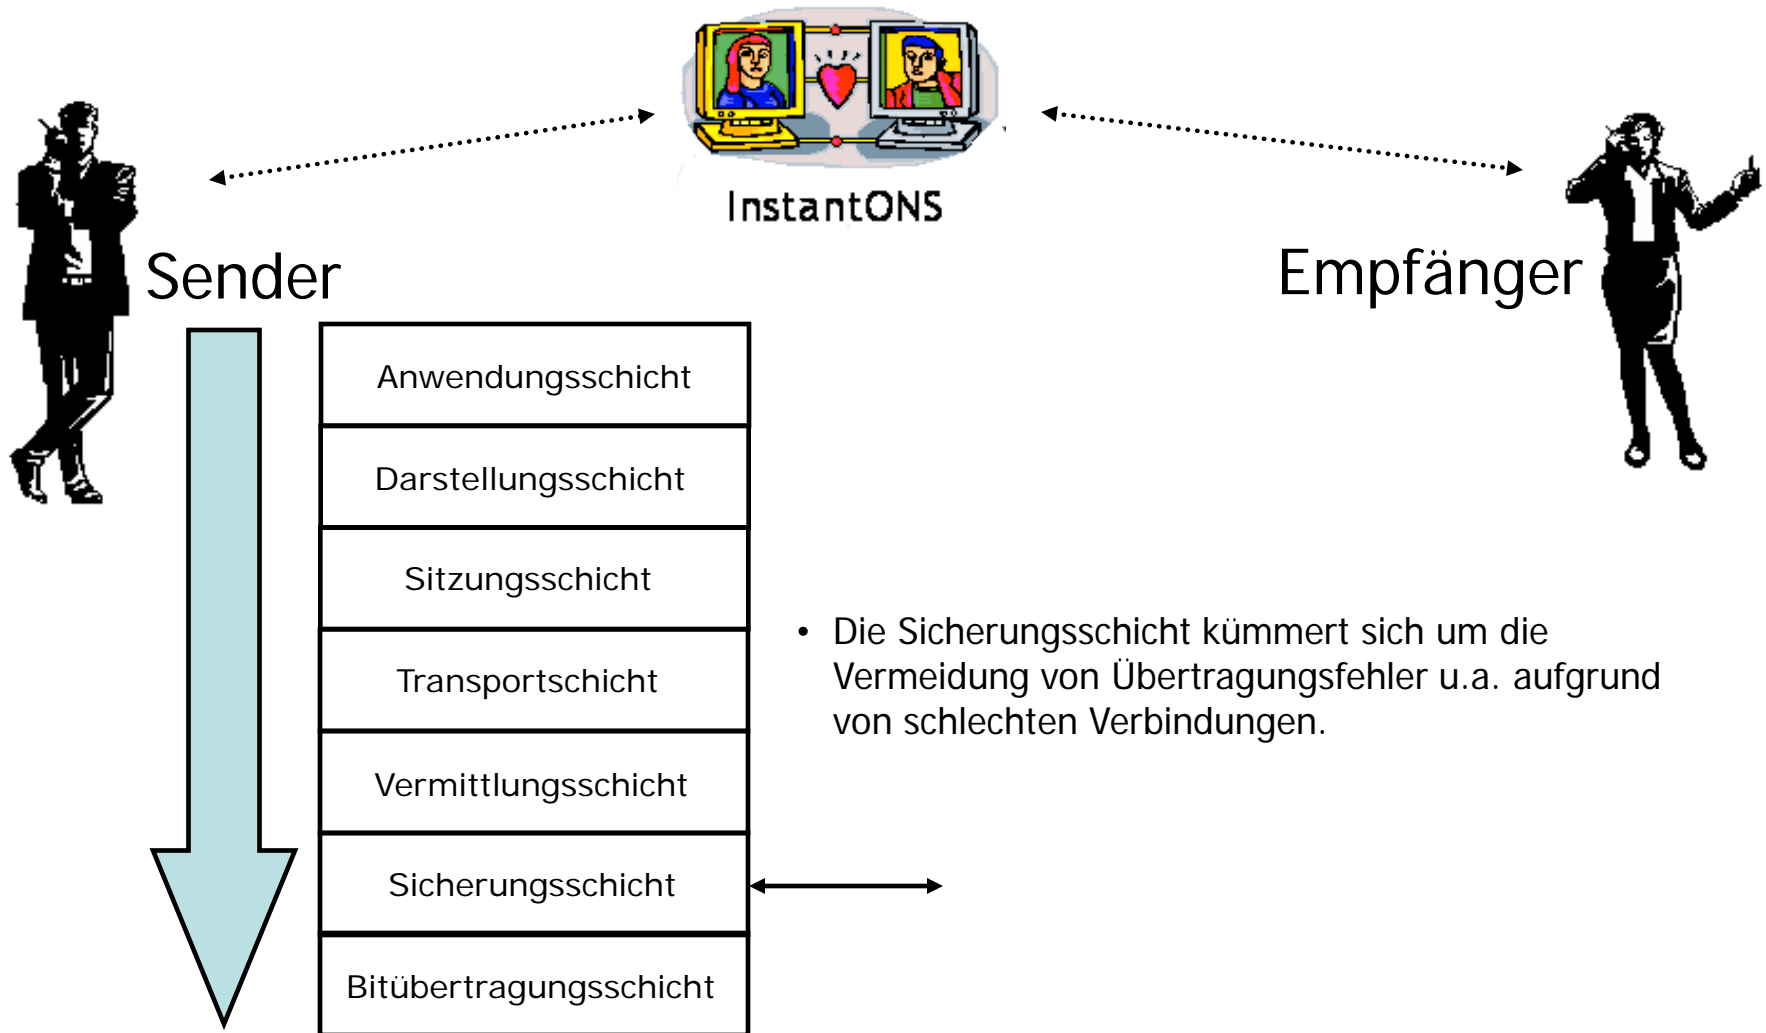 InstantONS
Sender
Empfänger
Anwendungsschicht
Darstellungsschicht
Sitzungsschicht
Transportschicht
Vermittlungsschicht
Sicherungsschicht
Bitübertragungsschicht
• Die Sicherungsschicht kümmert sich um die
Vermeidung von Übertragungsfehler u.a. aufgrund
von schlechten Verbindungen.